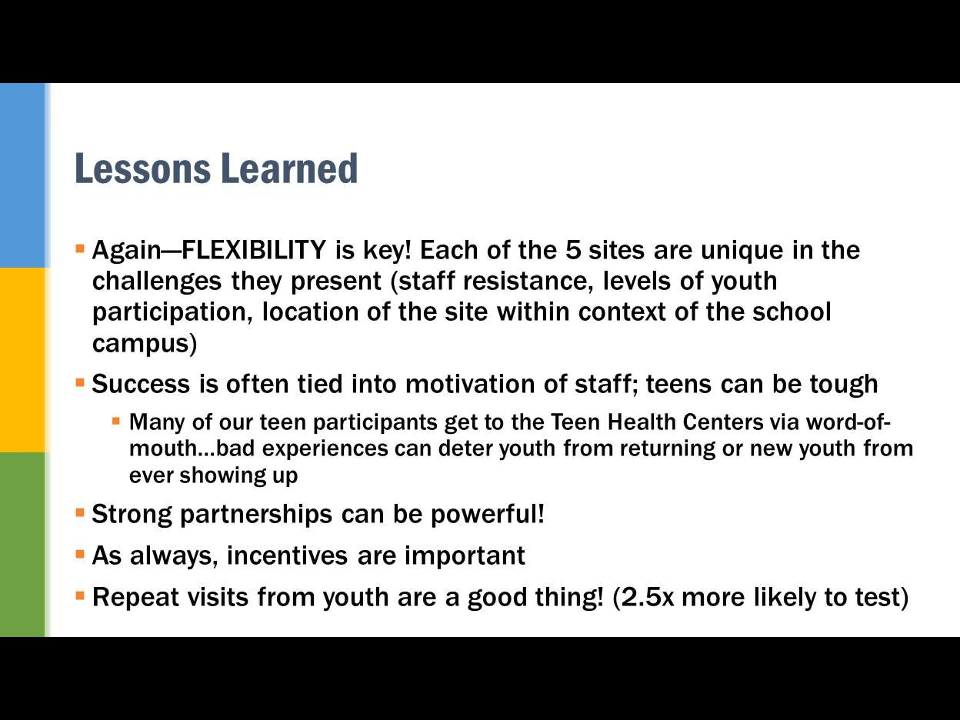 Lessons Learned
Again—FLEXIBILITY is key! Each of the 5 sites are unique in the
challenges they present (staff resistance, levels of youth
participation, location of the site within context of the school
campus)
Success is often tied into motivation of staff; teens can be tough
Many of our teen participants get to the Teen Health Centers via word-of-
mouth...bad experiences can deter youth from returning or new youth from
ever showing up
Strong partnerships can be powerful!
As always, incentives are important
Repeat visits from youth are a good thing! (2.5x more likely to test)